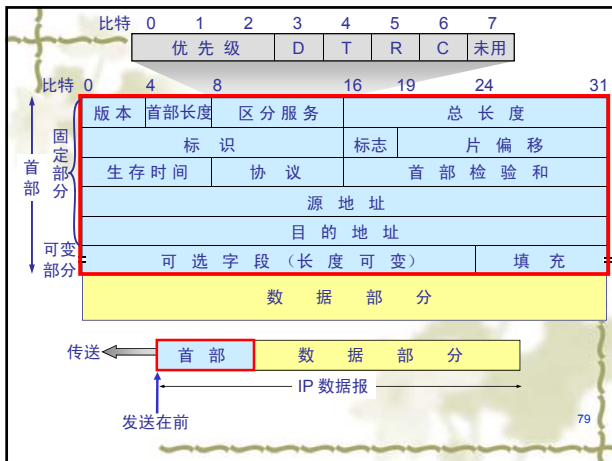 比特 0 1 2 3 4 5 6 7
优先级 D T R C 未用
比特 0 4 8 16 19 24 31
版本 首部长度 区分服务 总长度
标识 标志 片偏移
生存时间 协议 首部检验和
源地址
目的地址
可选字段（长度可变） 填充
数据部分
首部
固定部分
可变部分
传送 首部 数据部分
IP 数据报
发送在前
79